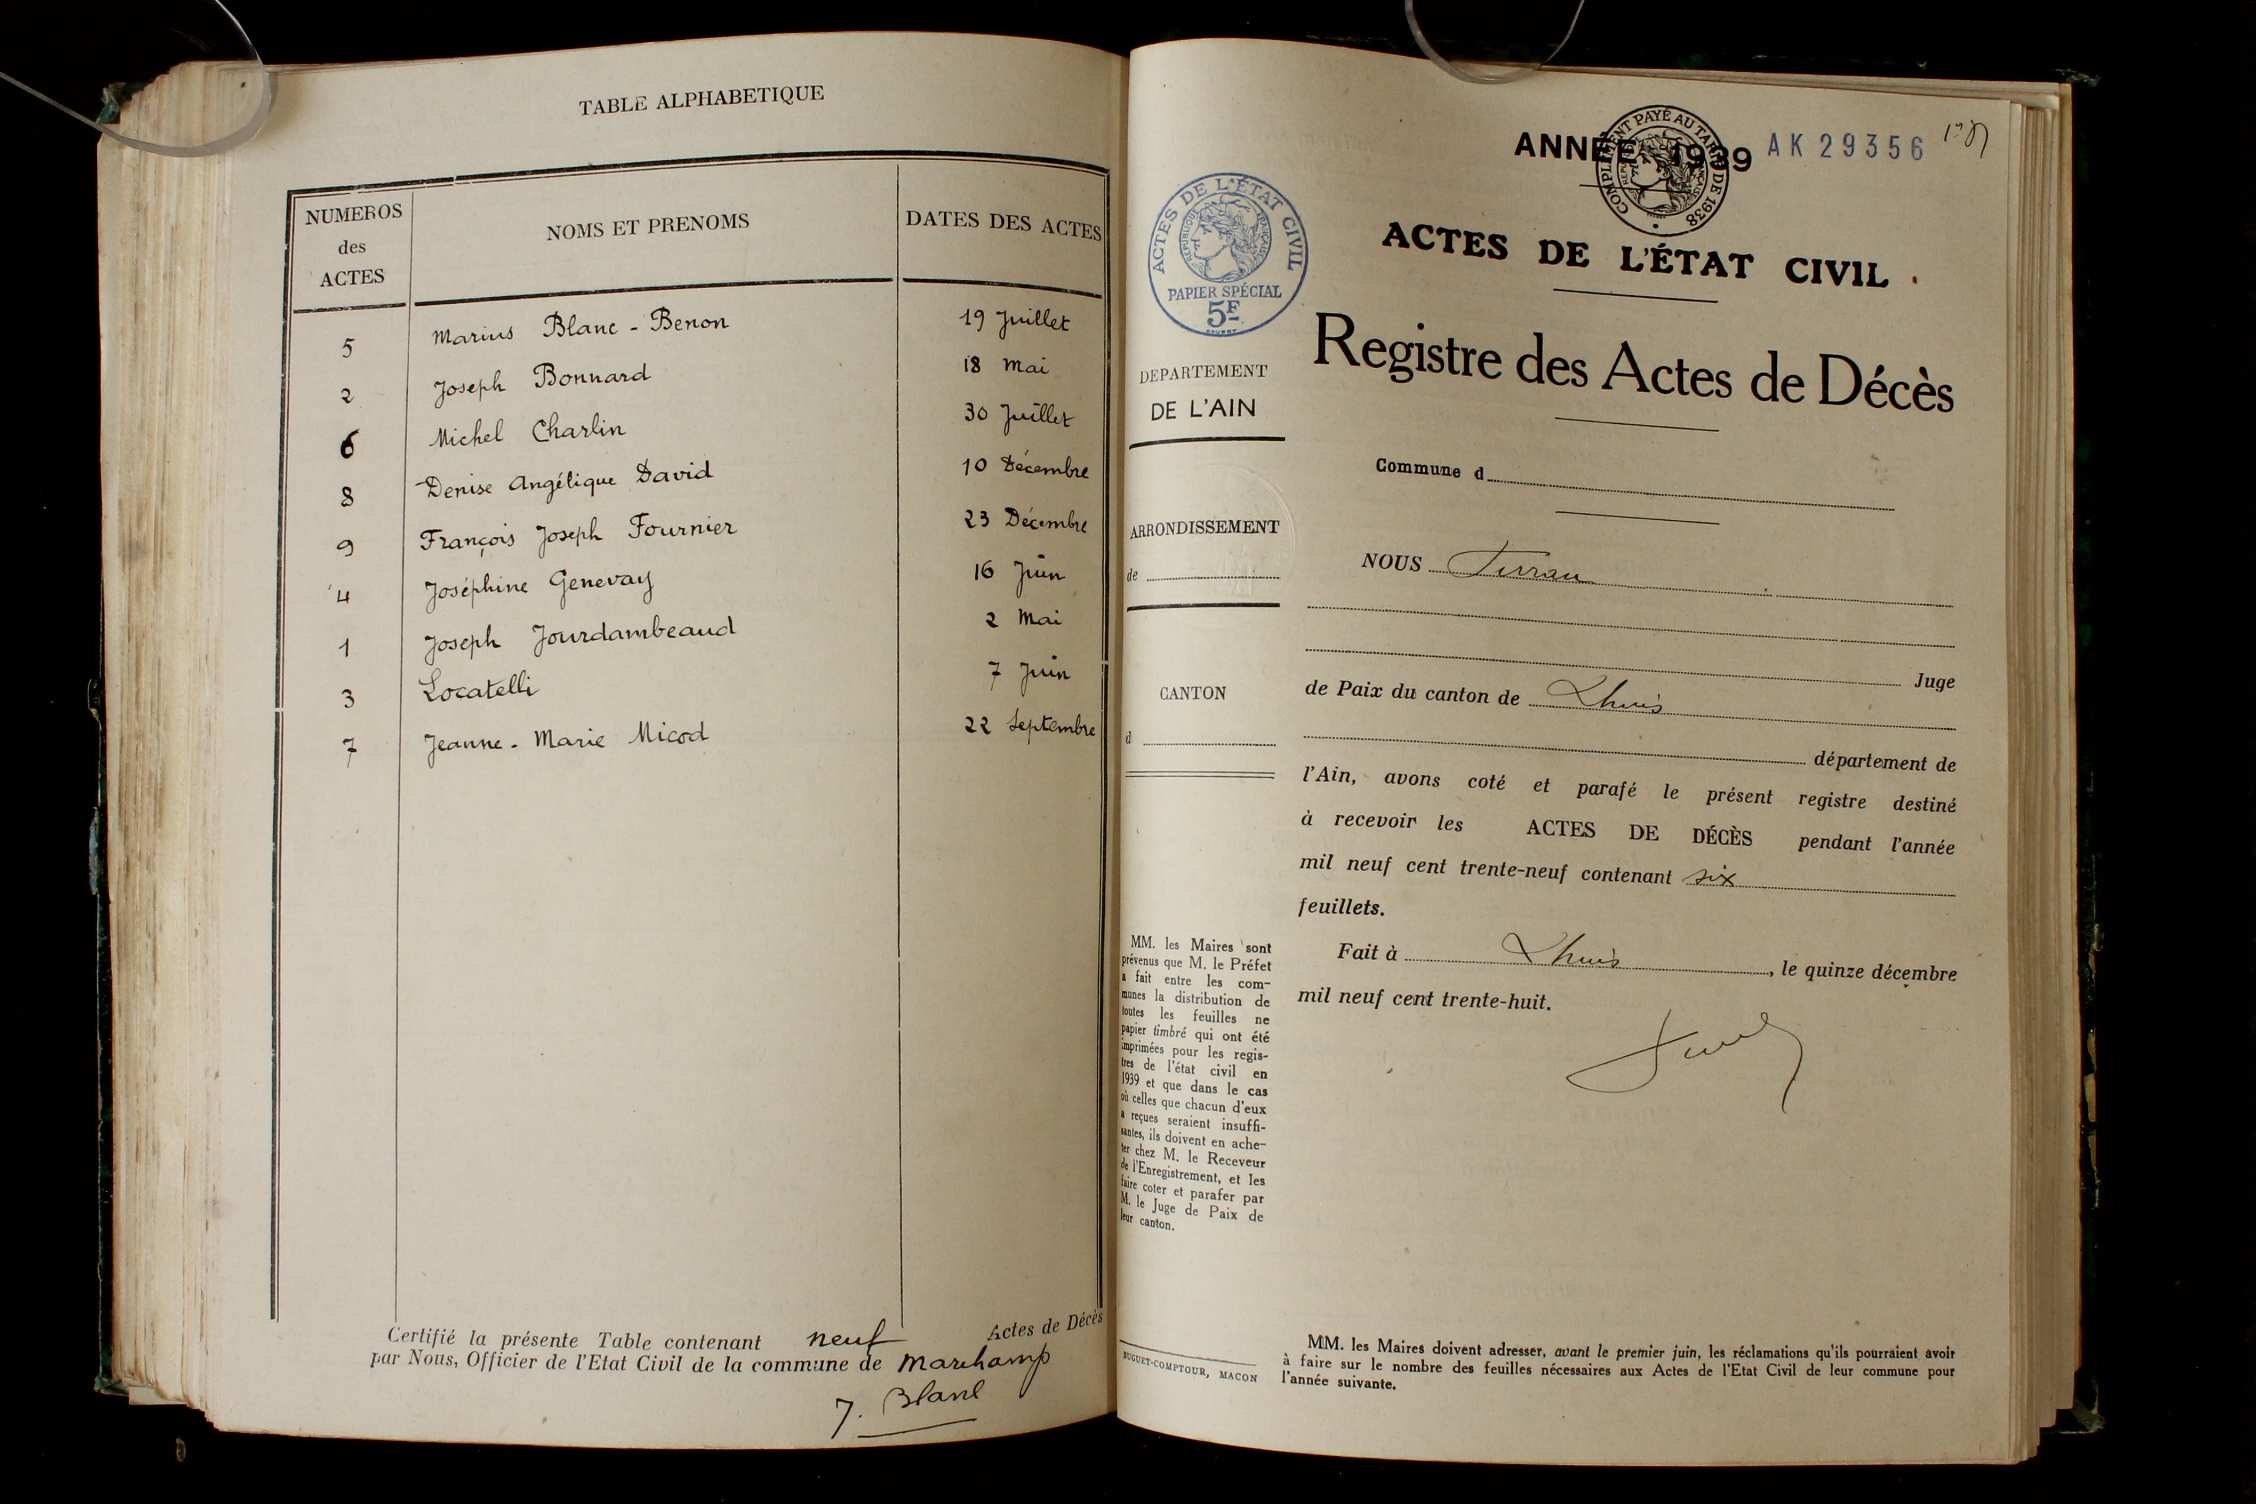 TABLE ALPHABETIQUE
NUMEROS des ACTES
NOMS ET PRENOMS
DATES DES ACTES
5 Marius Blanc - Benon 19 Juillet
2 Joseph Bonnard 18 Mai
6 Michel Charlin 30 Juillet
8 Denise Angélique David 10 Décembre
9 François Joseph Fournier 23 Décembre
4 Joséphine Genevay 16 Juin
1 Joseph Jourdambeaud 2 Mai
3 Locatelli 7 Juin
7 Jeanne - Marie Micod 22 Septembre
Certifié la présente Table contenant neuf Actes de Décès
par Nous, Officier de l'Etat Civil de la commune de Marchamp
J. Blanc
ANNÉE 1939
AK 29356
COMPLÉMENT PAYÉ AU TARIF DE 1938
RÉPUBLIQUE FRANÇAISE
ACTES DE L'ÉTAT CIVIL
RÉPUBLIQUE FRANÇAISE
PAPIER SPÉCIAL
5F
DEPARTEMENT
DE L'AIN
ARRONDISSEMENT
de
CANTON
d
MM. les Maires sont
prévenus que M. le Préfet
a fait entre les com-
munes la distribution de
toutes les feuilles ne
papier timbré qui ont été
imprimées pour les regis-
tres de l'état civil en
1939 et que dans le cas
où celles que chacun d'eux
a reçues seraient insuffi-
santes, ils doivent en ache-
ter chez M. le Receveur
de l'Enregistrement, et les
faire coter et parafer par
M. le Juge de Paix de
leur canton.
BUGUET-COMPTOUR, MACON
ACTES DE L'ÉTAT CIVIL
Registre des Actes de Décès
Commune d
NOUS
Juge
de Paix du canton de Lhuis
département de
l'Ain, avons coté et parafé le présent registre destiné
à recevoir les ACTES DE DÉCÈS pendant l'année
mil neuf cent trente-neuf contenant six
feuillets.
Fait à Lhuis, le quinze décembre
mil neuf cent trente-huit.
MM. les Maires doivent adresser, avant le premier juin, les réclamations qu'ils pourraient avoir
à faire sur le nombre des feuilles nécessaires aux Actes de l'Etat Civil de leur commune pour
l'année suivante.